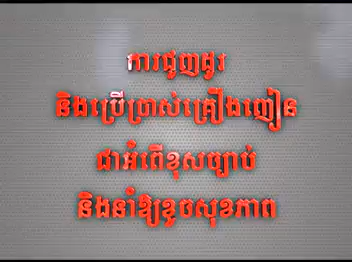 ការជួញដូរ
និងប្រើប្រាស់គ្រឿងញៀន
ជាអំពើខុសច្បាប់
និងនាំឱ្យខូចសុខភាព